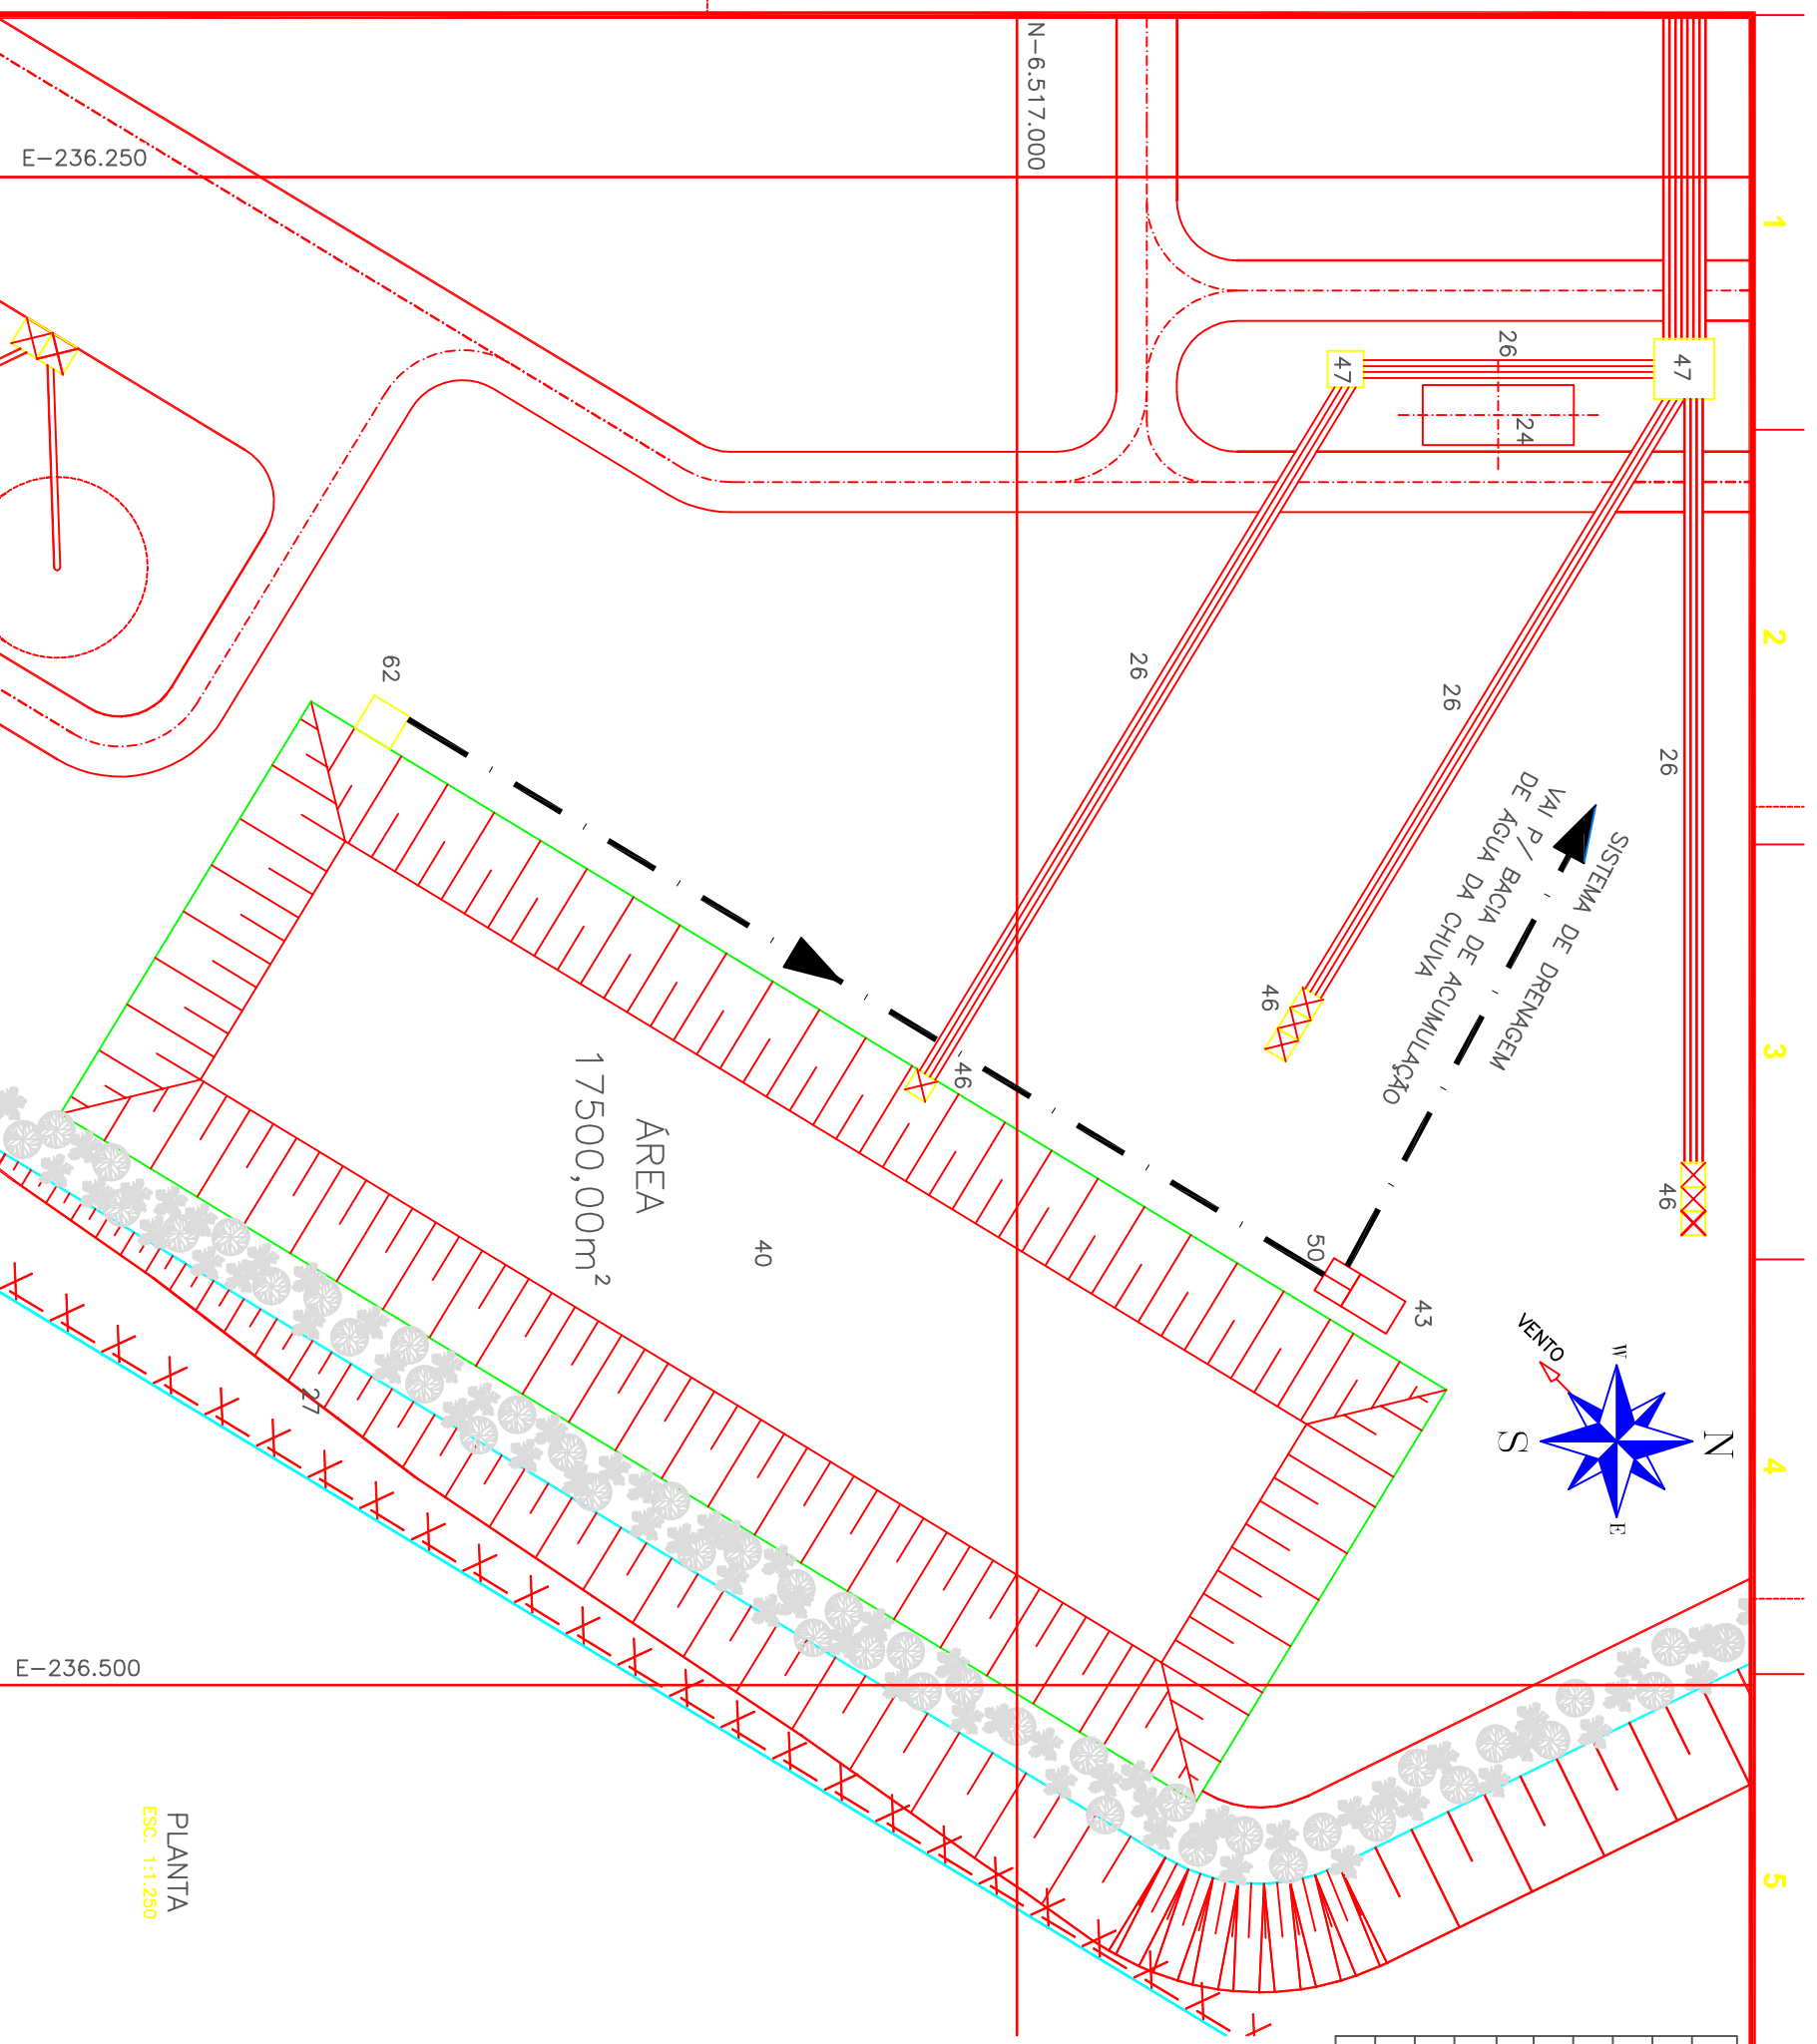 1
2
3
4
5
N-6.517.000
E-236.250
47
47
26
24
26
26
26
62
SISTEMA DE DRENAGEM
VAI P/ BACIA DE ACUMULAÇÃO
DE ÁGUA DA CHUVA
46
46
46
ÁREA
17500,00m²
40
50
43
VENTO
W
N
S
E
27
E-236.500
PLANTA
ESC. 1:1.250